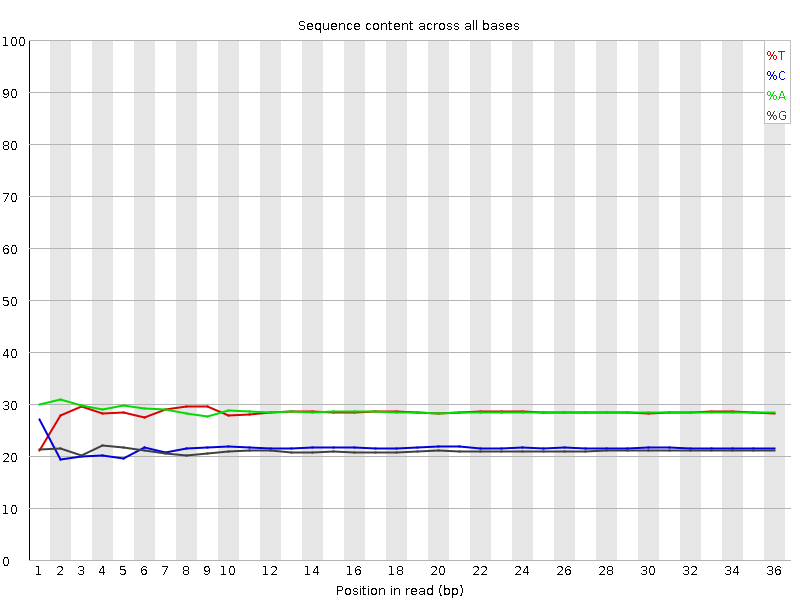 Sequence content across all bases
100
90
80
70
60
50
40
30
20
10
0
%T
%C
%A
%G
1 2 3 4 5 6 7 8 9 10 12 14 16 18 20 22 24 26 28 30 32 34 36
Position in read (bp)